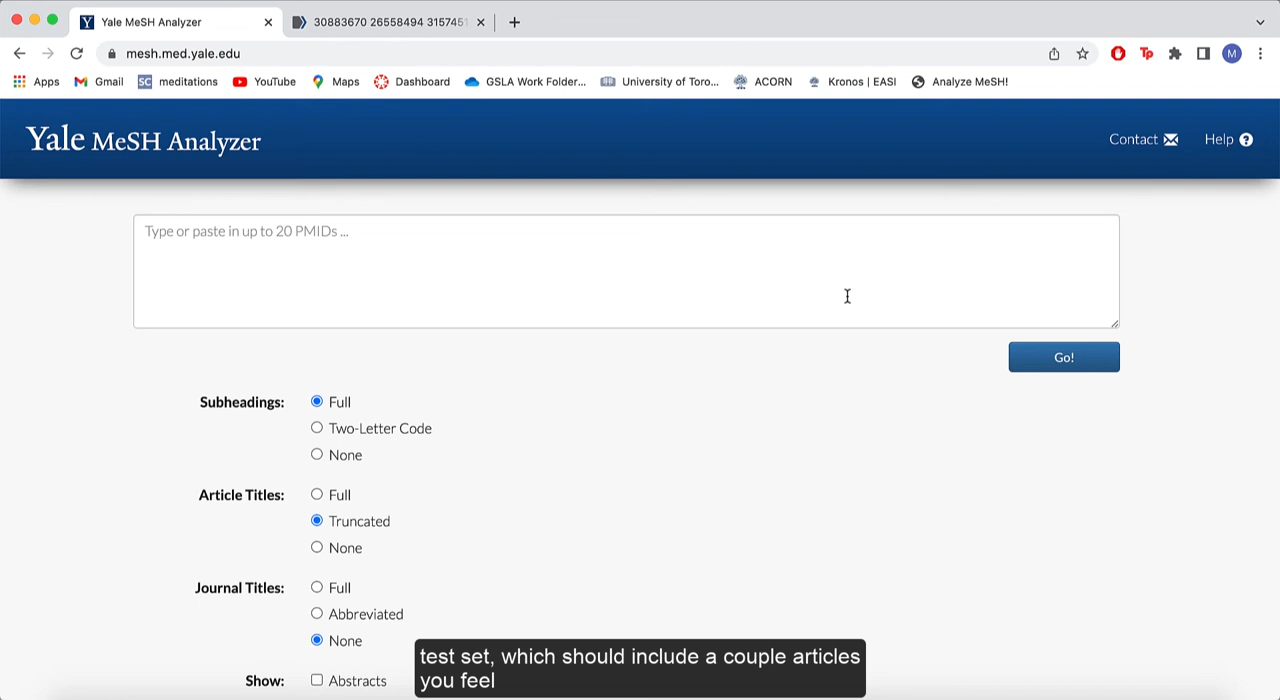 Yale MeSH Analyzer
30883670 26558494 3157451
mesh.med.yale.edu
M
Apps
Gmail
SC meditations
YouTube
Maps
Dashboard
GSLA Work Folder...
University of Toro...
ACORN
Kronos | EASI
Analyze MeSH!
Yale MeSH Analyzer
Contact
Help ?
Type or paste in up to 20 PMIDs ...
Go!
Subheadings:
Full
Two-Letter Code
None
Article Titles:
Full
Truncated
None
Journal Titles:
Full
Abbreviated
None
Show:
Abstracts
test set, which should include a couple articles
you feel